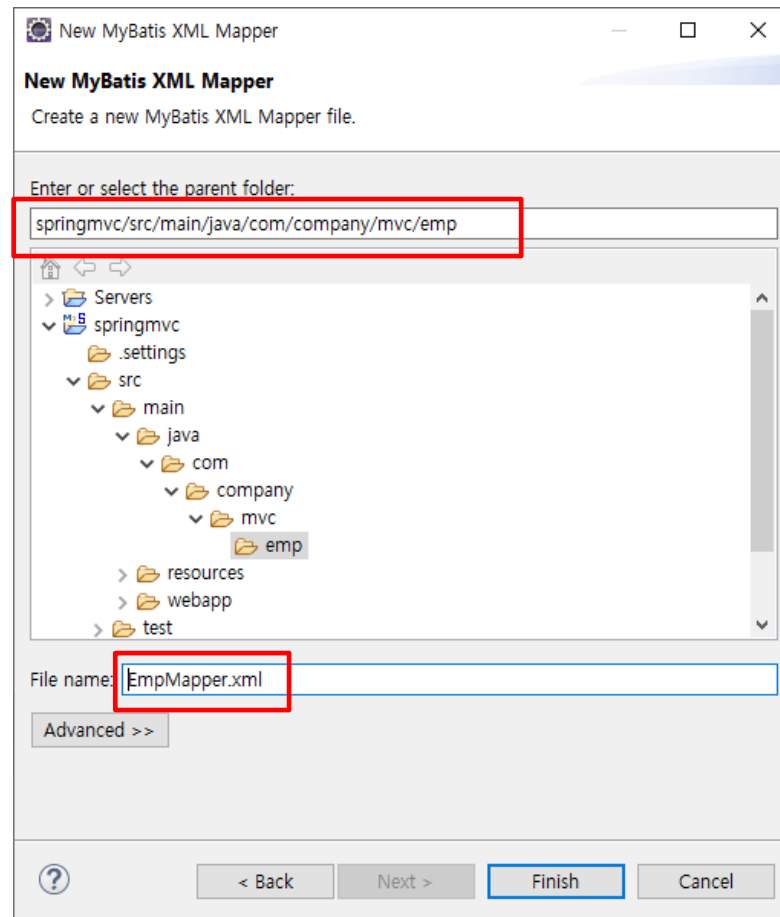 New MyBatis XML Mapper
New MyBatis XML Mapper
Create a new MyBatis XML Mapper file.
Enter or select the parent folder:
springmvc/src/main/java/com/company/mvc/emp
Servers
springmvc
.settings
src
main
java
com
company
mvc
emp
resources
webapp
test
File name: EmpMapper.xml
Advanced >>
< Back Next > Finish Cancel